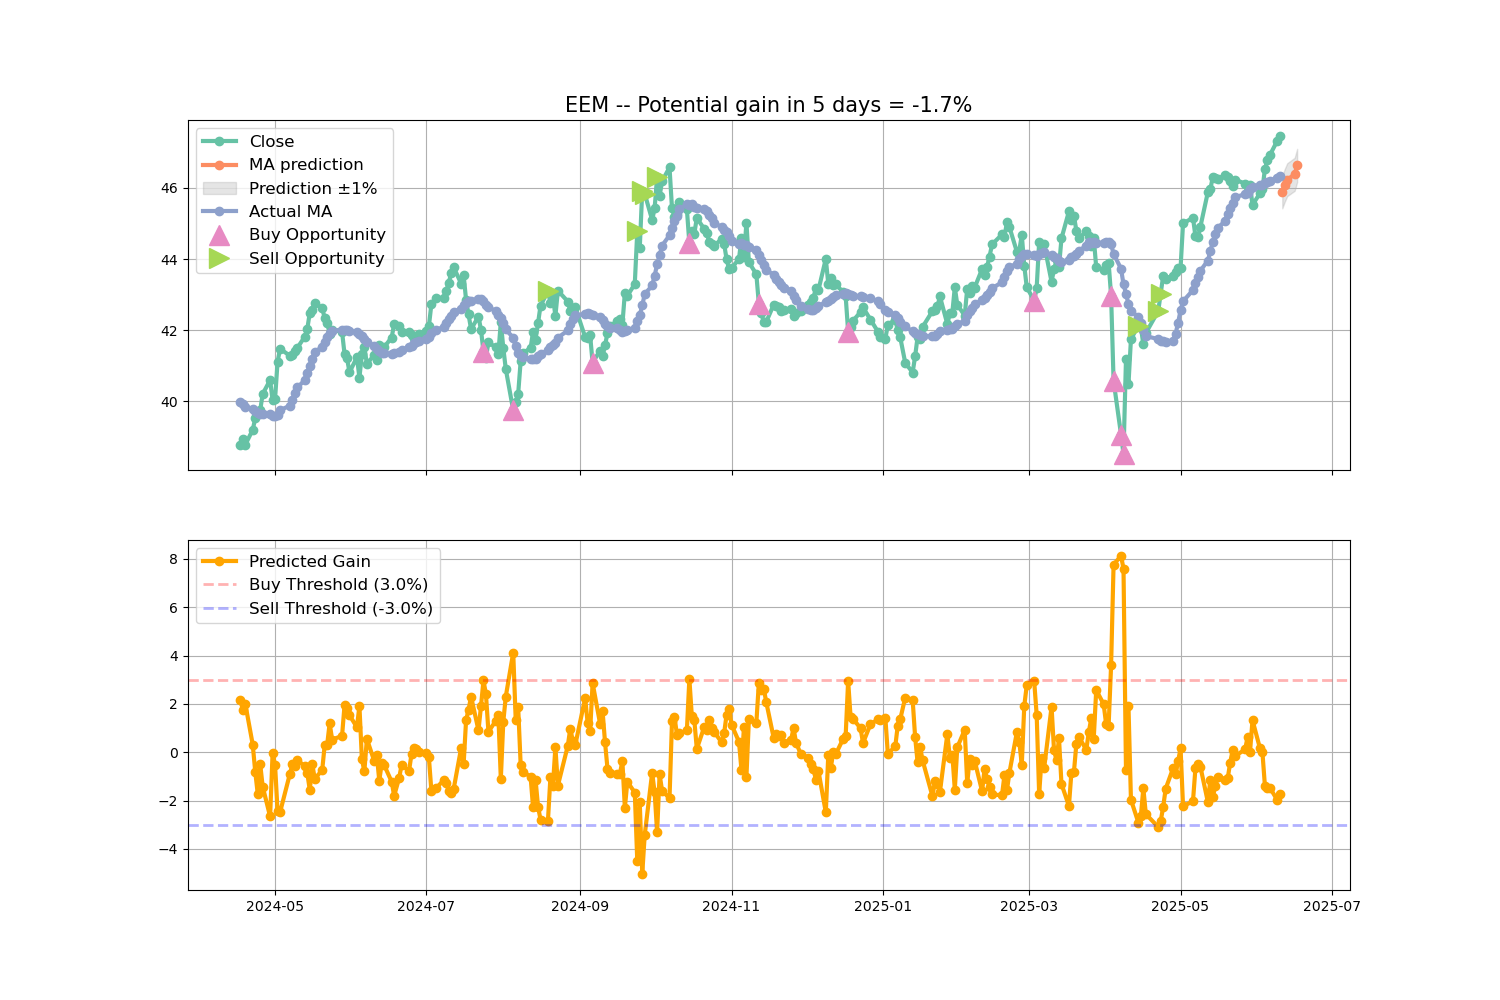 EEM -- Potential gain in 5 days = -1.7%
Close
MA prediction
Prediction ±1%
Actual MA
Buy Opportunity
Sell Opportunity
46
44
42
40
Predicted Gain
Buy Threshold (3.0%)
Sell Threshold (-3.0%)
8
6
4
2
0
−2
−4
2024-05 2024-07 2024-09 2024-11 2025-01 2025-03 2025-05 2025-07